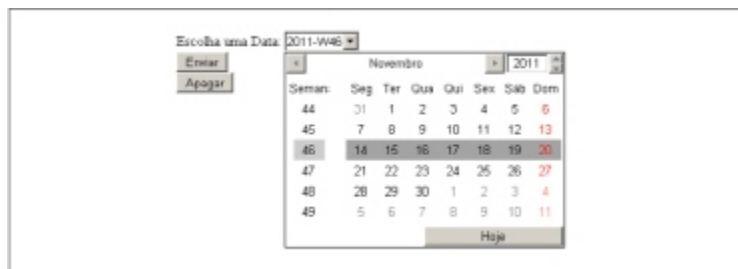 Escolha uma Data: 2011-W46
Enviar
Apagar
Novembro 2011
Seman: Seg Ter Qua Qui Sex Sáb Dom
44 31 1 2 3 4 5 6
45 7 8 9 10 11 12 13
46 14 15 16 17 18 19 20
47 21 22 23 24 25 26 27
48 28 29 30 1 2 3 4
49 5 6 7 8 9 10 11
Hoje